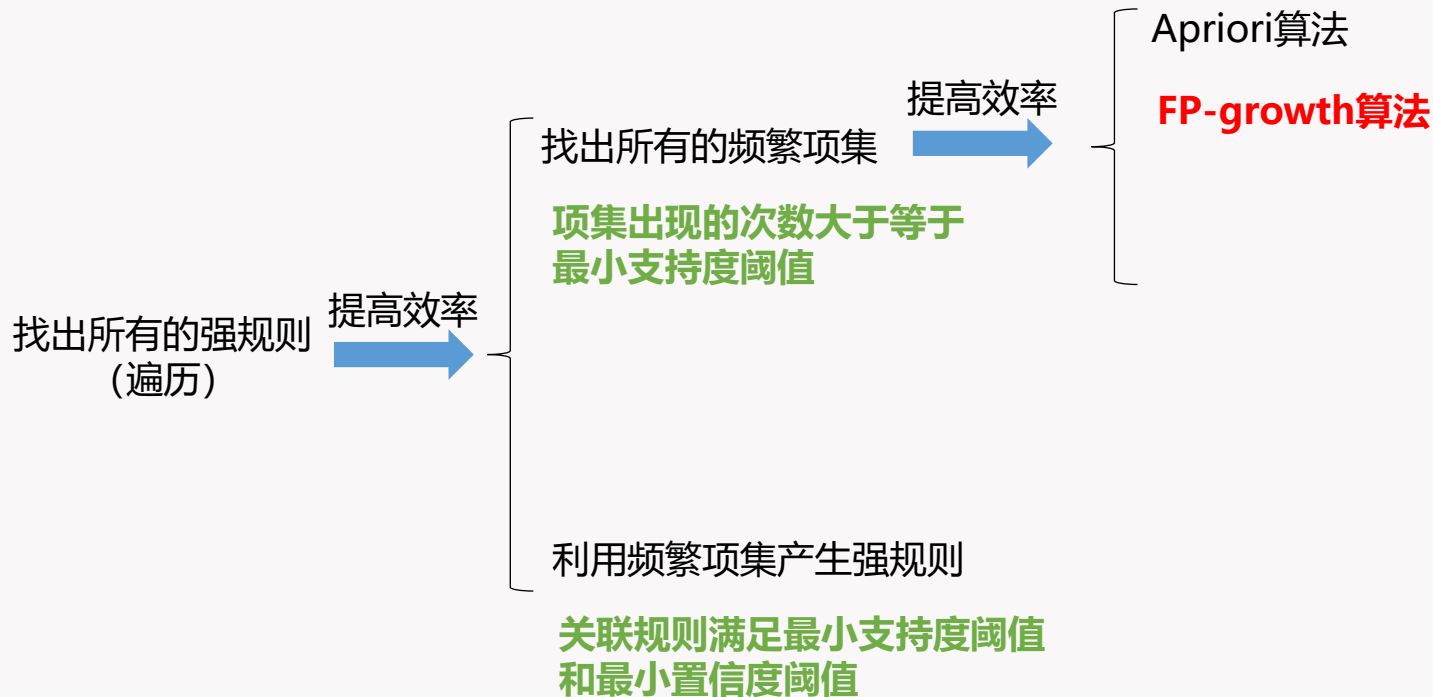 找出所有的强规则
（遍历）
提高效率
找出所有的频繁项集
项集出现的次数大于等于
最小支持度阈值
提高效率
Apriori算法
FP-growth算法
利用频繁项集产生强规则
关联规则满足最小支持度阈值
和最小置信度阈值